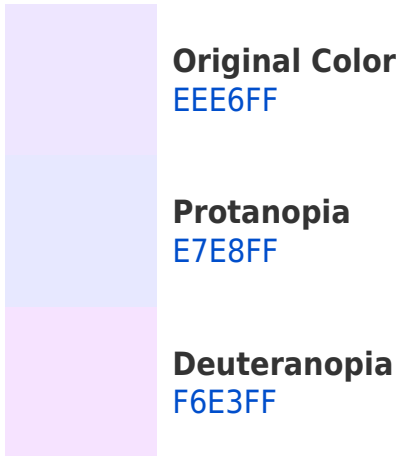 Original Color
EEE6FF
Protanopia
E7E8FF
Deuteranopia
F6E3FF